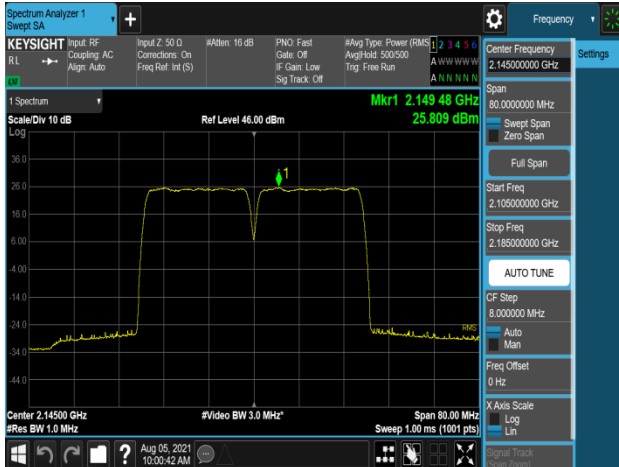 Spectrum Analyzer 1
Swept SA
+
Frequency
KEYSIGHT
RL
Input: RF
Coupling: AC
Align: Auto
Input Z: 50 Ω
Corrections: On
Freq Ref: Int (S)
#Atten: 16 dB
PNO: Fast
Gate: Off
IF Gain: Low
Sig Track: Off
#Avg Type: Power (RMS
Avg|Hold: 500/500
Trig: Free Run
1 2 3 4 5 6
A W W W W W
A N N N N N
1 Spectrum
Scale/Div 10 dB
Ref Level 46.00 dBm
Mkr1 2.149 48 GHz
25.809 dBm
Log
36.0
26.0
16.0
6.00
-4.00
-14.0
-24.0
-34.0
-44.0
1
RMS
Center 2.14500 GHz
#Res BW 1.0 MHz
#Video BW 3.0 MHz*
Span 80.00 MHz
Sweep 1.00 ms (1001 pts)
Aug 05, 2021
10:00:42 AM
Settings
Center Frequency
2.145000000 GHz
Span
80.0000000 MHz
Swept Span
Zero Span
Full Span
Start Freq
2.105000000 GHz
Stop Freq
2.185000000 GHz
AUTO TUNE
CF Step
8.000000 MHz
Auto
Man
Freq Offset
0 Hz
X Axis Scale
Log
Lin
Signal Track
(Span Zoom)